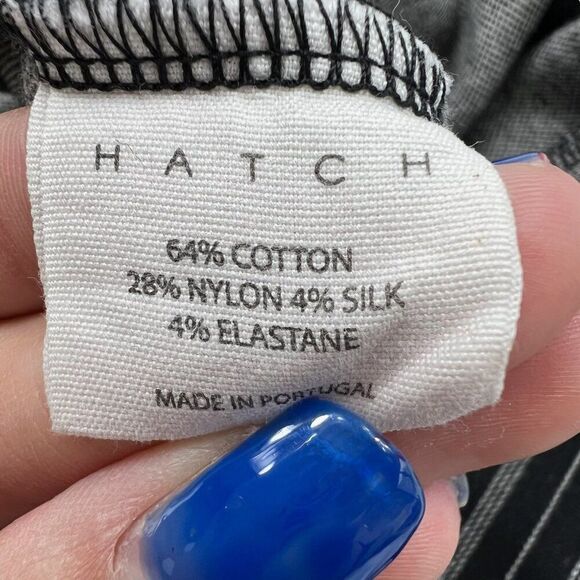 HATCH
64% COTTON
28% NYLON 4% SILK
4% ELASTANE
MADE IN PORTUGAL